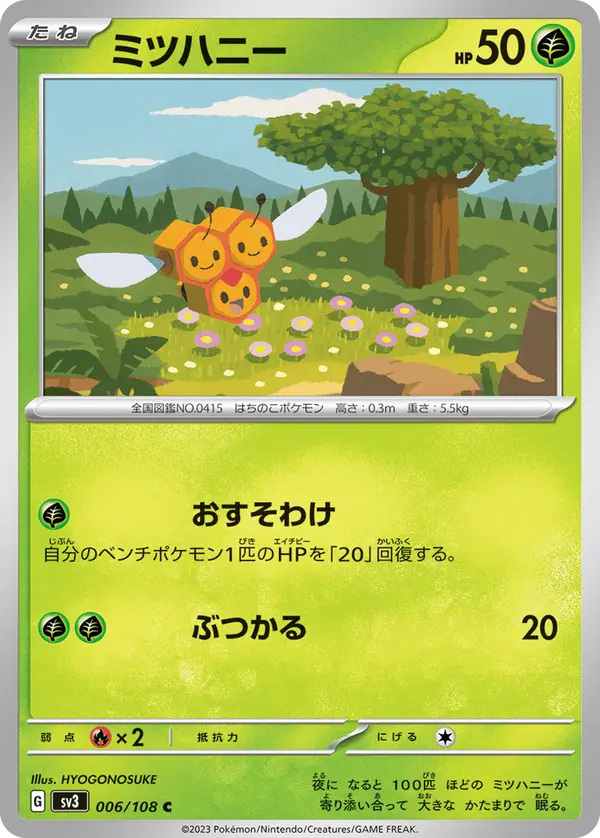 たね ミツハニー HP50
全国図鑑NO.0415 はちのこポケモン 高さ:0.3m 重さ:5.5kg
おすそわけ
自分のベンチポケモン1匹のHPを「20」回復する。
ぶつかる 20
弱点 ×2 抵抗力 にげる
Illus. HYOGONOSUKE
G sv3 006/108 C
夜に なると 100匹 ほどの ミツハニーが
寄り添い合って 大きな かたまりで 眠る。
©2023 Pokémon/Nintendo/Creatures/GAME FREAK.